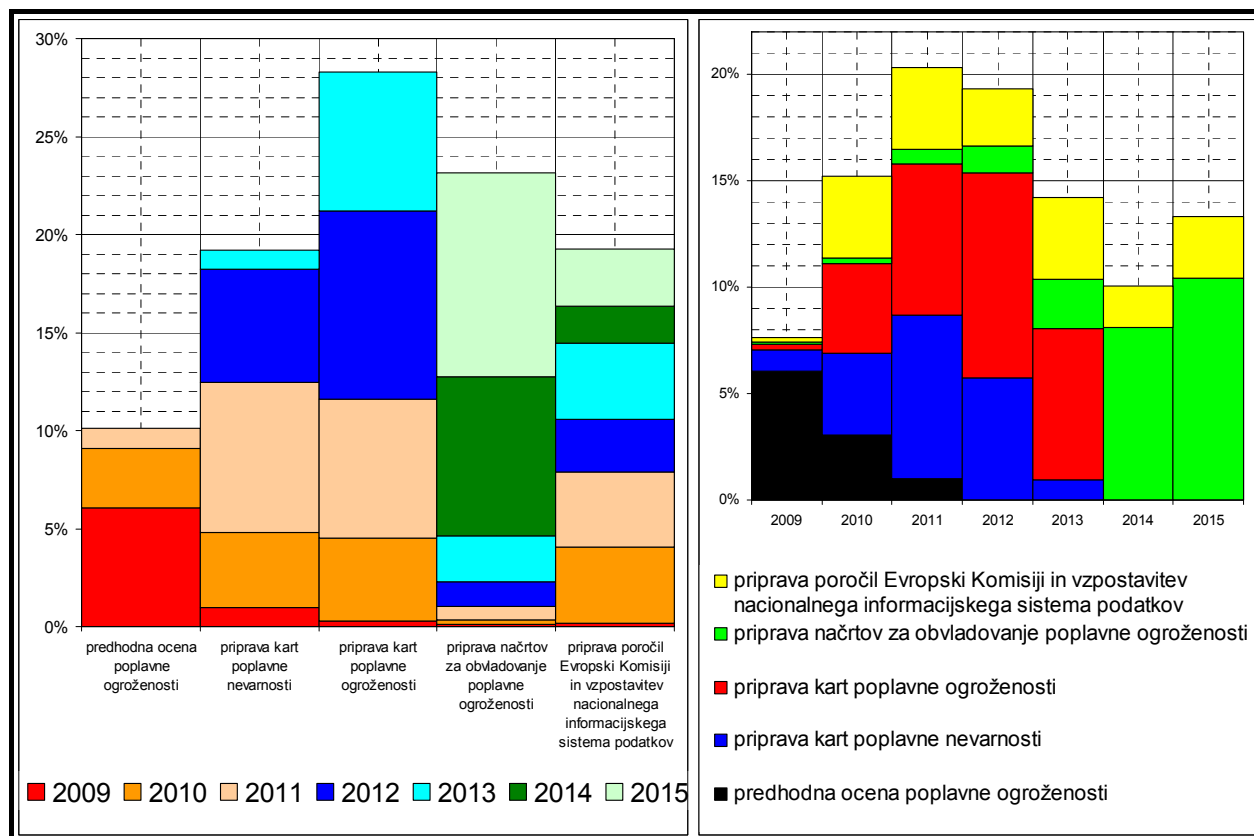 30%
25%
20%
15%
10%
5%
0%
predhodna ocena
poplavne
ogroženosti
priprava kart
poplavne
nevarnosti
priprava kart
poplavne
ogroženosti
priprava načrtov
za obvladovanje
poplavne
ogroženosti
priprava poročil
Evropski Komisiji
in vzpostavitev
nacionalnega
informacijskega
sistema podatkov
2009 2010 2011 2012 2013 2014 2015
20%
15%
10%
5%
0%
2009 2010 2011 2012 2013 2014 2015
priprava poročil Evropski Komisiji in vzpostavitev
nacionalnega informacijskega sistema podatkov
priprava načrtov za obvladovanje poplavne ogroženosti
priprava kart poplavne ogroženosti
priprava kart poplavne nevarnosti
predhodna ocena poplavne ogroženosti